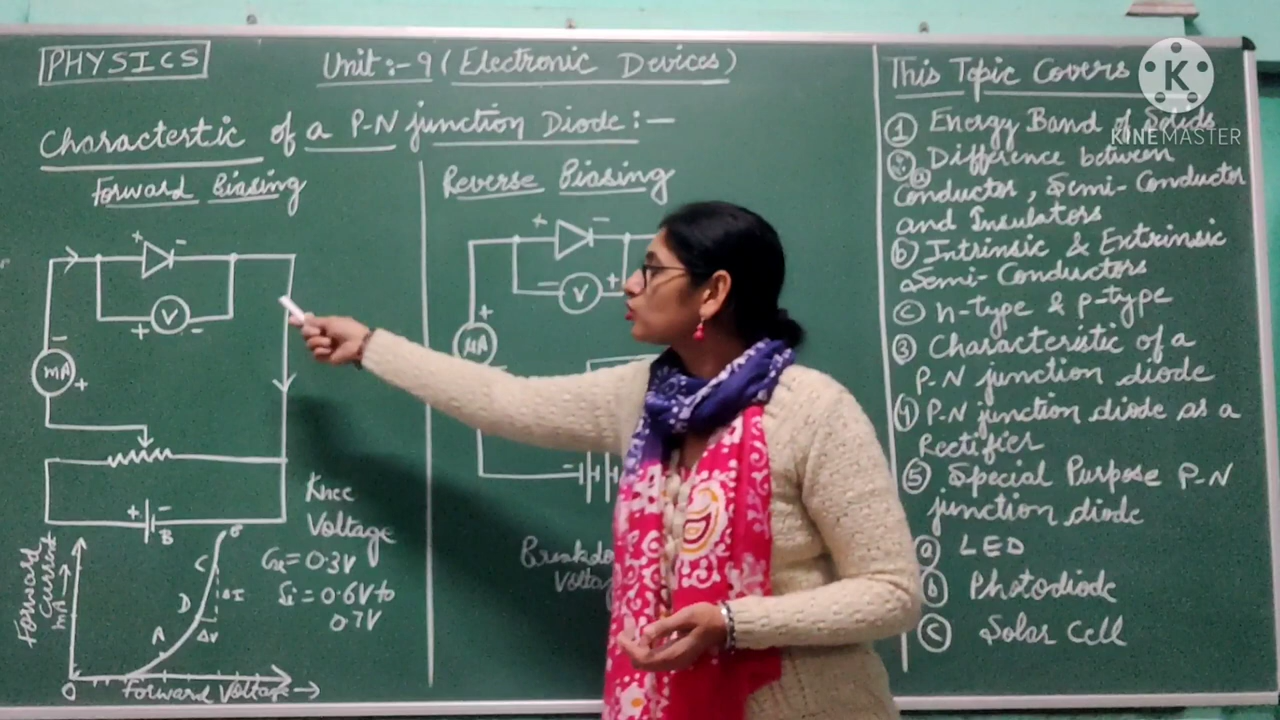 PHYSICS
Unit:-9 (Electronic Devices)
Charactertic of a P-N junction Diode:-
Forward Biasing
+ -
V
+ -
-
mA
+
+ -
B
Knee
Voltage
Ge = 0.3V
Si = 0.6V to
0.7V
Forward
Current
mA →
C
D
ΔI
A
ΔV
O
Forward Voltage →
Reverse Biasing
+ -
- V +
+
μA
-
Voltag
This Topic Covers
K
KINEMASTER
① Energy Band of Solids
② ⓐ Difference between
Conductor, Semi-Conductor
and Insulators
ⓑ Intrinsic & Extrinsic
Semi-Conductors
ⓒ n-type & p-type
③ Characteristic of a
P-N junction diode
④ P-N junction diode as a
Rectifier
⑤ Special Purpose P-N
junction diode
ⓐ LED
ⓑ Photodiode
ⓒ Solar Cell